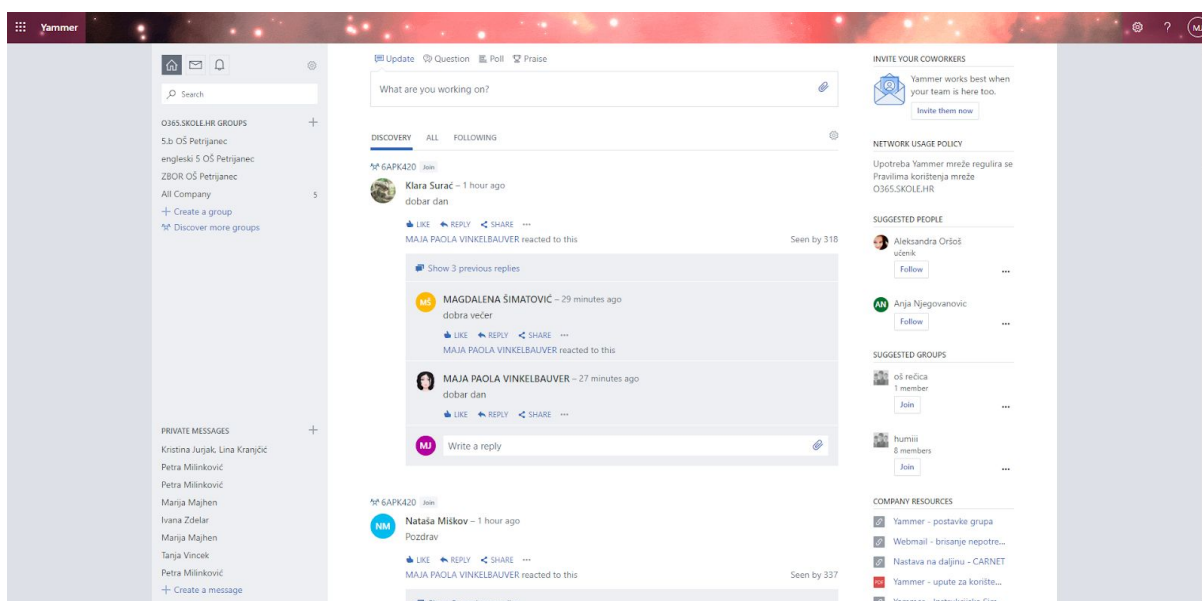 Yammer
?
MJ
Search
O365.SKOLE.HR GROUPS
5.b OŠ Petrijanec
engleski 5 OŠ Petrijanec
ZBOR OŠ Petrijanec
All Company 5
Create a group
Discover more groups
PRIVATE MESSAGES
Kristina Jurjak, Lina Kranjčić
Petra Milinković
Petra Milinković
Marija Majhen
Ivana Zdelar
Marija Majhen
Tanja Vincek
Petra Milinković
Create a message
Update Question Poll Praise
What are you working on?
DISCOVERY ALL FOLLOWING
6APK420 Join
Klara Surać – 1 hour ago
dobar dan
LIKE REPLY SHARE ...
MAJA PAOLA VINKELBAUVER reacted to this Seen by 318
Show 3 previous replies
MŠ MAGDALENA ŠIMATOVIĆ – 29 minutes ago
dobra večer
LIKE REPLY SHARE ...
MAJA PAOLA VINKELBAUVER reacted to this
MAJA PAOLA VINKELBAUVER – 27 minutes ago
dobar dan
LIKE REPLY SHARE ...
MJ Write a reply
6APK420 Join
NM Nataša Miškov – 1 hour ago
Pozdrav
LIKE REPLY SHARE ...
MAJA PAOLA VINKELBAUVER reacted to this Seen by 337
INVITE YOUR COWORKERS
Yammer works best when
your team is here too.
Invite them now
NETWORK USAGE POLICY
Upotreba Yammer mreže regulira se
Pravilima korištenja mreže
O365.SKOLE.HR
SUGGESTED PEOPLE
Aleksandra Oršoš
učenik
Follow ...
AN Anja Njegovanovic
Follow ...
SUGGESTED GROUPS
oš rečica
1 member
Join ...
humiii
8 members
Join ...
COMPANY RESOURCES
Yammer - postavke grupa
Webmail - brisanje nepotre...
Nastava na daljinu - CARNET
PDF Yammer - upute za korište...